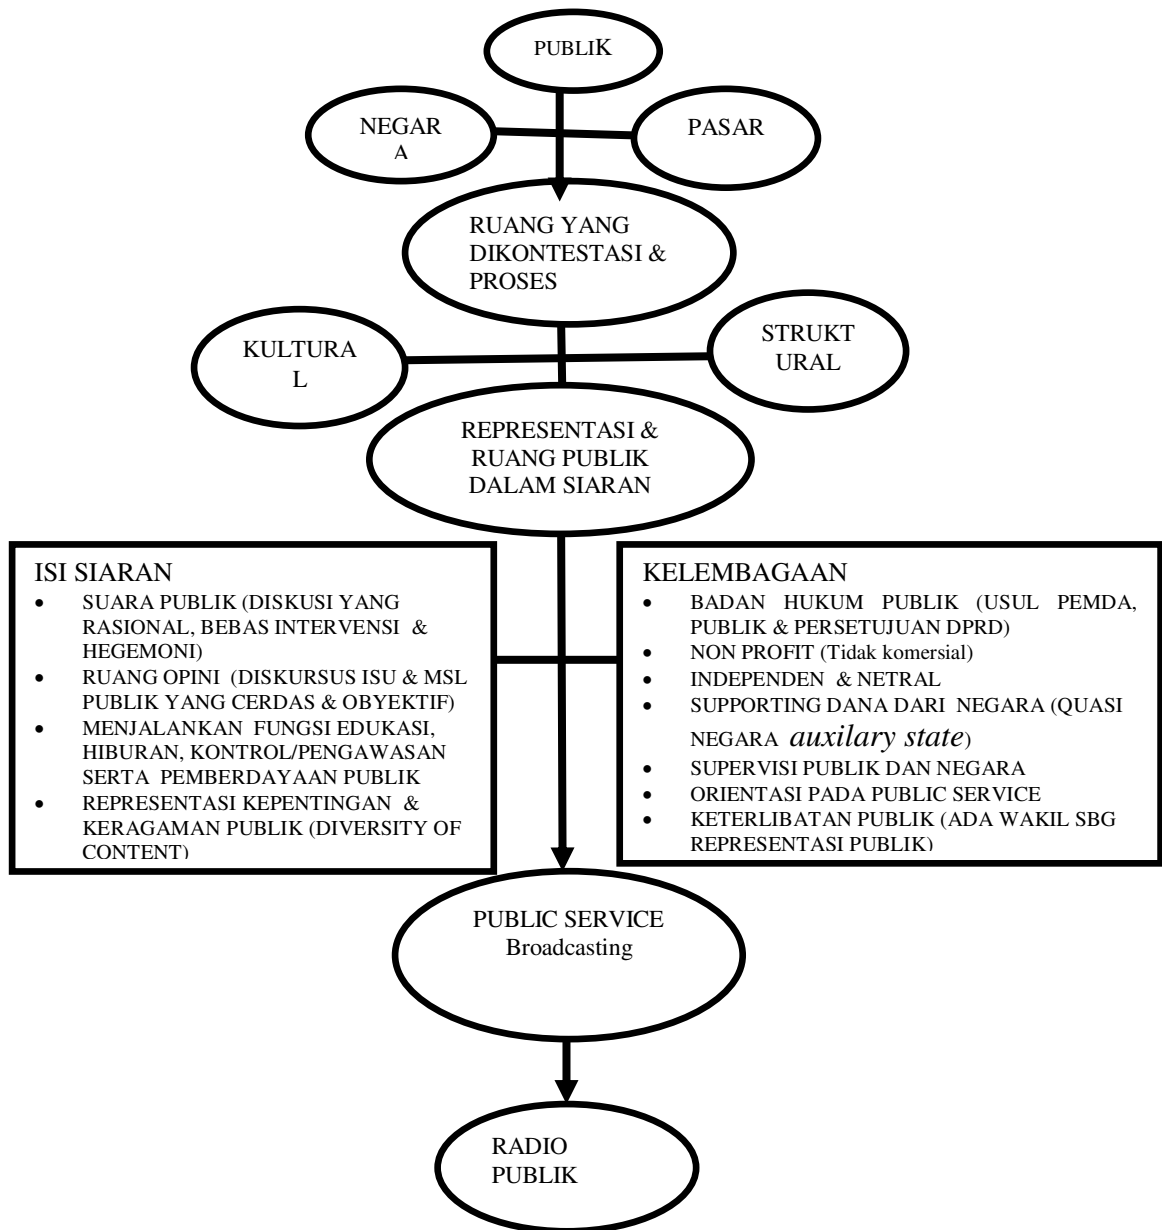 PUBLIK
NEGAR
A
PASAR
RUANG YANG
DIKONTESTASI &
PROSES
KULTURA
L
STRUKT
URAL
REPRESENTASI &
RUANG PUBLIK
DALAM SIARAN
ISI SIARAN
• SUARA PUBLIK (DISKUSI YANG
RASIONAL, BEBAS INTERVENSI &
HEGEMONI)
• RUANG OPINI (DISKURSUS ISU & MSL
PUBLIK YANG CERDAS & OBYEKTIF)
• MENJALANKAN FUNGSI EDUKASI,
HIBURAN, KONTROL/PENGAWASAN
SERTA PEMBERDAYAAN PUBLIK
• REPRESENTASI KEPENTINGAN &
KERAGAMAN PUBLIK (DIVERSITY OF
CONTENT)
KELEMBAGAAN
• BADAN HUKUM PUBLIK (USUL PEMDA,
PUBLIK & PERSETUJUAN DPRD)
• NON PROFIT (Tidak komersial)
• INDEPENDEN & NETRAL
• SUPPORTING DANA DARI NEGARA (QUASI
NEGARA auxilary state)
• SUPERVISI PUBLIK DAN NEGARA
• ORIENTASI PADA PUBLIC SERVICE
• KETERLIBATAN PUBLIK (ADA WAKIL SBG
REPRESENTASI PUBLIK)
PUBLIC SERVICE
Broadcasting
RADIO
PUBLIK